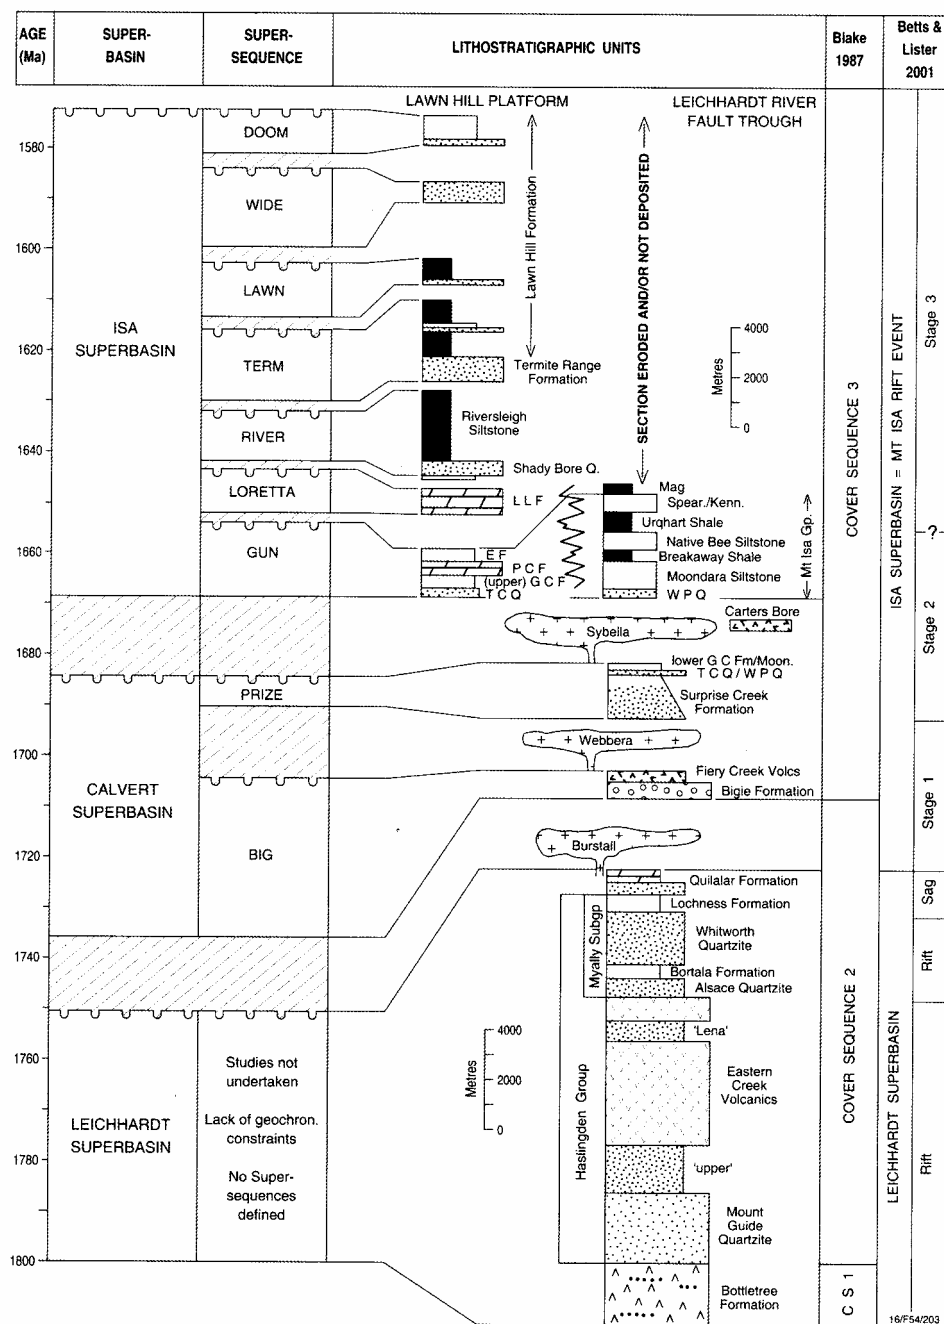 AGE
(Ma)
SUPER-
BASIN
SUPER-
SEQUENCE
LITHOSTRATIGRAPHIC UNITS
Blake
1987
Betts &
Lister
2001
LAWN HILL PLATFORM
LEICHHARDT RIVER
FAULT TROUGH
1580
1600
1620
1640
1660
1680
1700
1720
1740
1760
1780
1800
ISA
SUPERBASIN
CALVERT
SUPERBASIN
LEICHHARDT
SUPERBASIN
DOOM
WIDE
LAWN
TERM
RIVER
LORETTA
GUN
PRIZE
BIG
Studies not
undertaken
Lack of geochron.
constraints
No Super-
sequences
defined
Lawn Hill Formation
Termite Range
Formation
Riversleigh
Siltstone
Shady Bore Q.
L L F
E F
P C F
(upper) G C F
T C Q
SECTION ERODED AND/OR NOT DEPOSITED
4000
2000
0
Metres
Mag
Spear./Kenn.
Urqhart Shale
Native Bee Siltstone
Breakaway Shale
Moondara Siltstone
W P Q
Mt Isa Gp.
Carters Bore
Sybella
lower G C Fm/Moon.
T C Q / W P Q
Surprise Creek
Formation
Webbera
Fiery Creek Volcs
Bigie Formation
Burstall
Quilalar Formation
Lochness Formation
Whitworth
Quartzite
Bortala Formation
Alsace Quartzite
Myally Subgp
'Lena'
Eastern
Creek
Volcanics
'upper'
Mount
Guide
Quartzite
Haslingden Group
Bottletree
Formation
4000
2000
0
Metres
COVER SEQUENCE 3
COVER SEQUENCE 2
C S 1
ISA SUPERBASIN = MT ISA RIFT EVENT
LEICHHARDT SUPERBASIN
Stage 3
?
Stage 2
Stage 1
Sag
Rift
Rift
16/F54/203